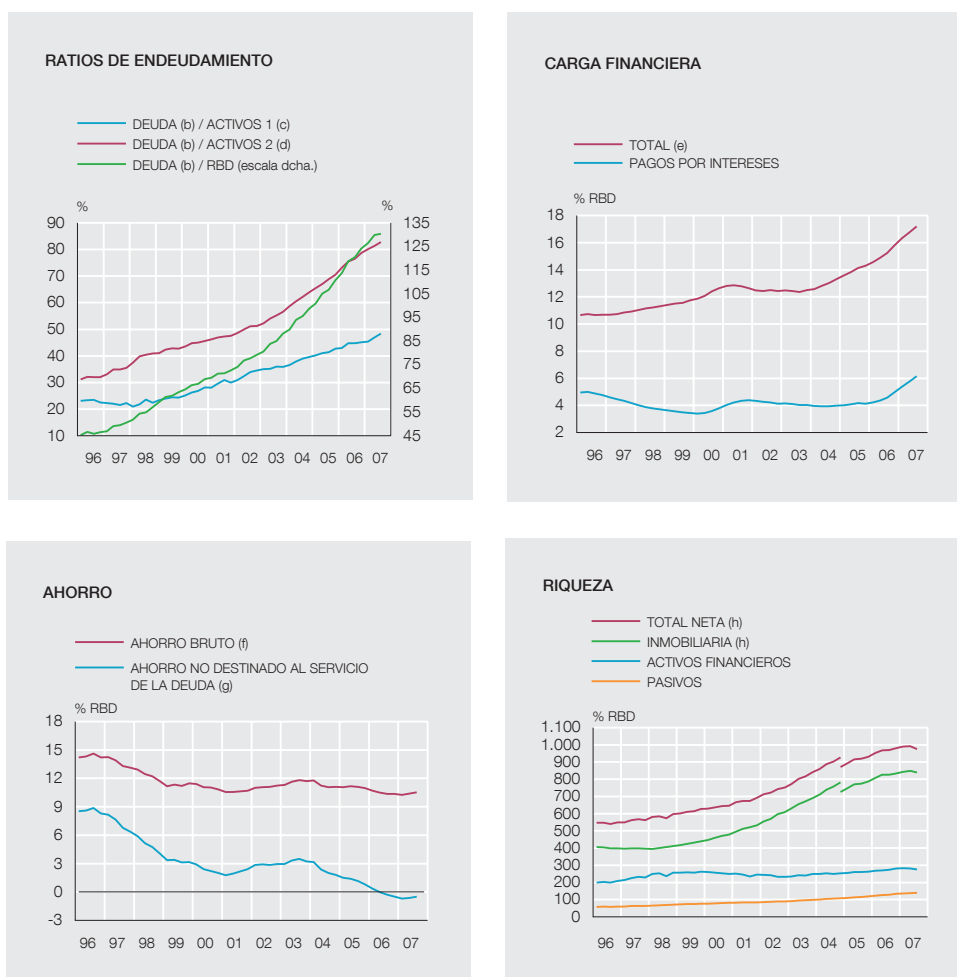 RATIOS DE ENDEUDAMIENTO
DEUDA (b) / ACTIVOS 1 (c)
DEUDA (b) / ACTIVOS 2 (d)
DEUDA (b) / RBD (escala dcha.)
% %
90 135
80 125
70 115
60 105
50 95
40 85
30 75
20 65
10 55
45
96 97 98 99 00 01 02 03 04 05 06 07
CARGA FINANCIERA
TOTAL (e)
PAGOS POR INTERESES
% RBD
18
16
14
12
10
8
6
4
2
96 97 98 99 00 01 02 03 04 05 06 07
AHORRO
AHORRO BRUTO (f)
AHORRO NO DESTINADO AL SERVICIO
DE LA DEUDA (g)
% RBD
18
15
12
9
6
3
0
-3
96 97 98 99 00 01 02 03 04 05 06 07
RIQUEZA
TOTAL NETA (h)
INMOBILIARIA (h)
ACTIVOS FINANCIEROS
PASIVOS
% RBD
1.100
1.000
900
800
700
600
500
400
300
200
100
0
96 97 98 99 00 01 02 03 04 05 06 07